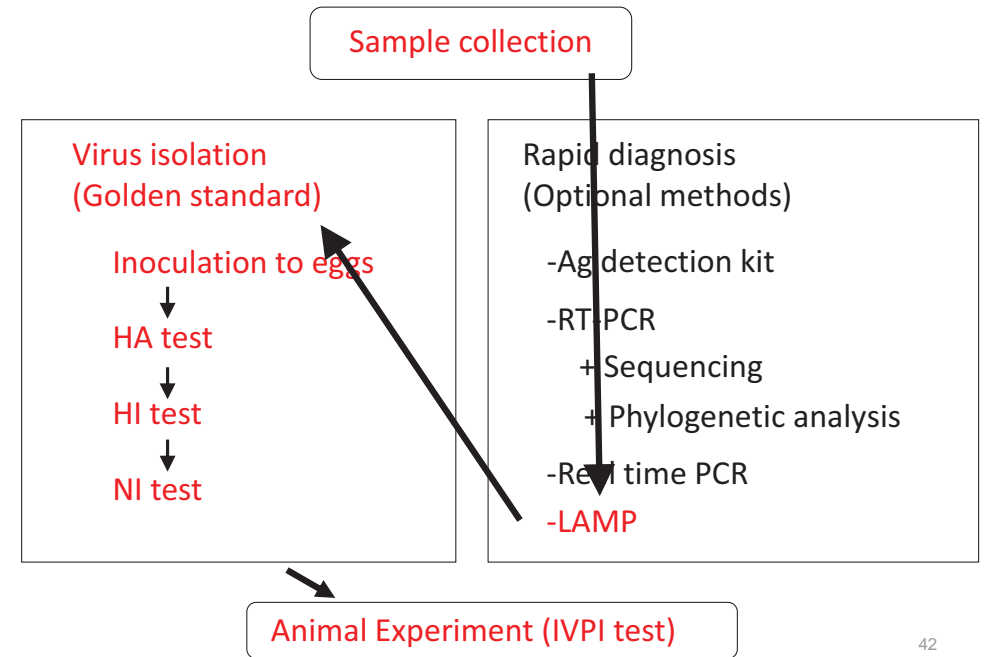 Sample collection
Virus isolation
(Golden standard)
Inoculation to eggs
HA test
HI test
NI test
Rapid diagnosis
(Optional methods)
-Ag detection kit
-RT-PCR
+ Sequencing
+ Phylogenetic analysis
-Real time PCR
-LAMP
Animal Experiment (IVPI test)
42